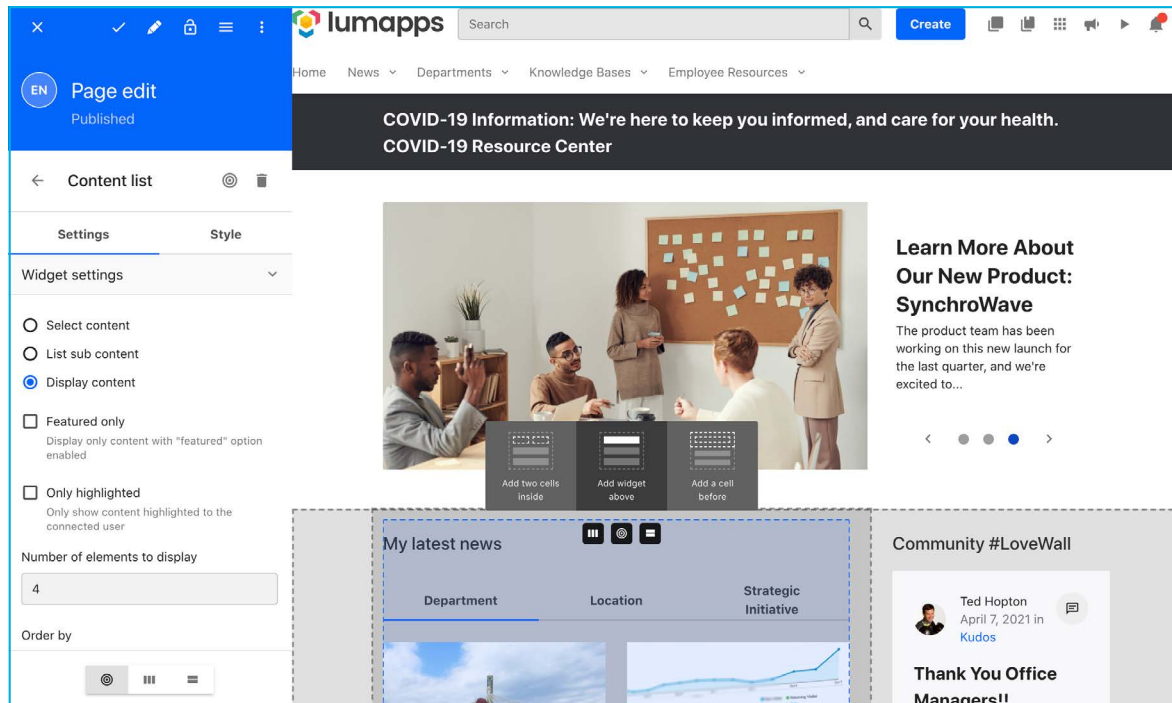 EN
Page edit
Published
Content list
Settings
Style
Widget settings
Select content
List sub content
Display content
Featured only
Display only content with "featured" option
enabled
Only highlighted
Only show content highlighted to the
connected user
Number of elements to display
4
Order by
lumapps
Search
Create
Home
News
Departments
Knowledge Bases
Employee Resources
COVID-19 Information: We're here to keep you informed, and care for your health.
COVID-19 Resource Center
Learn More About
Our New Product:
SynchroWave
The product team has been
working on this new launch for
the last quarter, and we're
excited to...
Add two cells
inside
Add widget
above
Add a cell
before
My latest news
Department
Location
Strategic
Initiative
Community #LoveWall
Ted Hopton
April 7, 2021 in
Kudos
Thank You Office
Managers!!